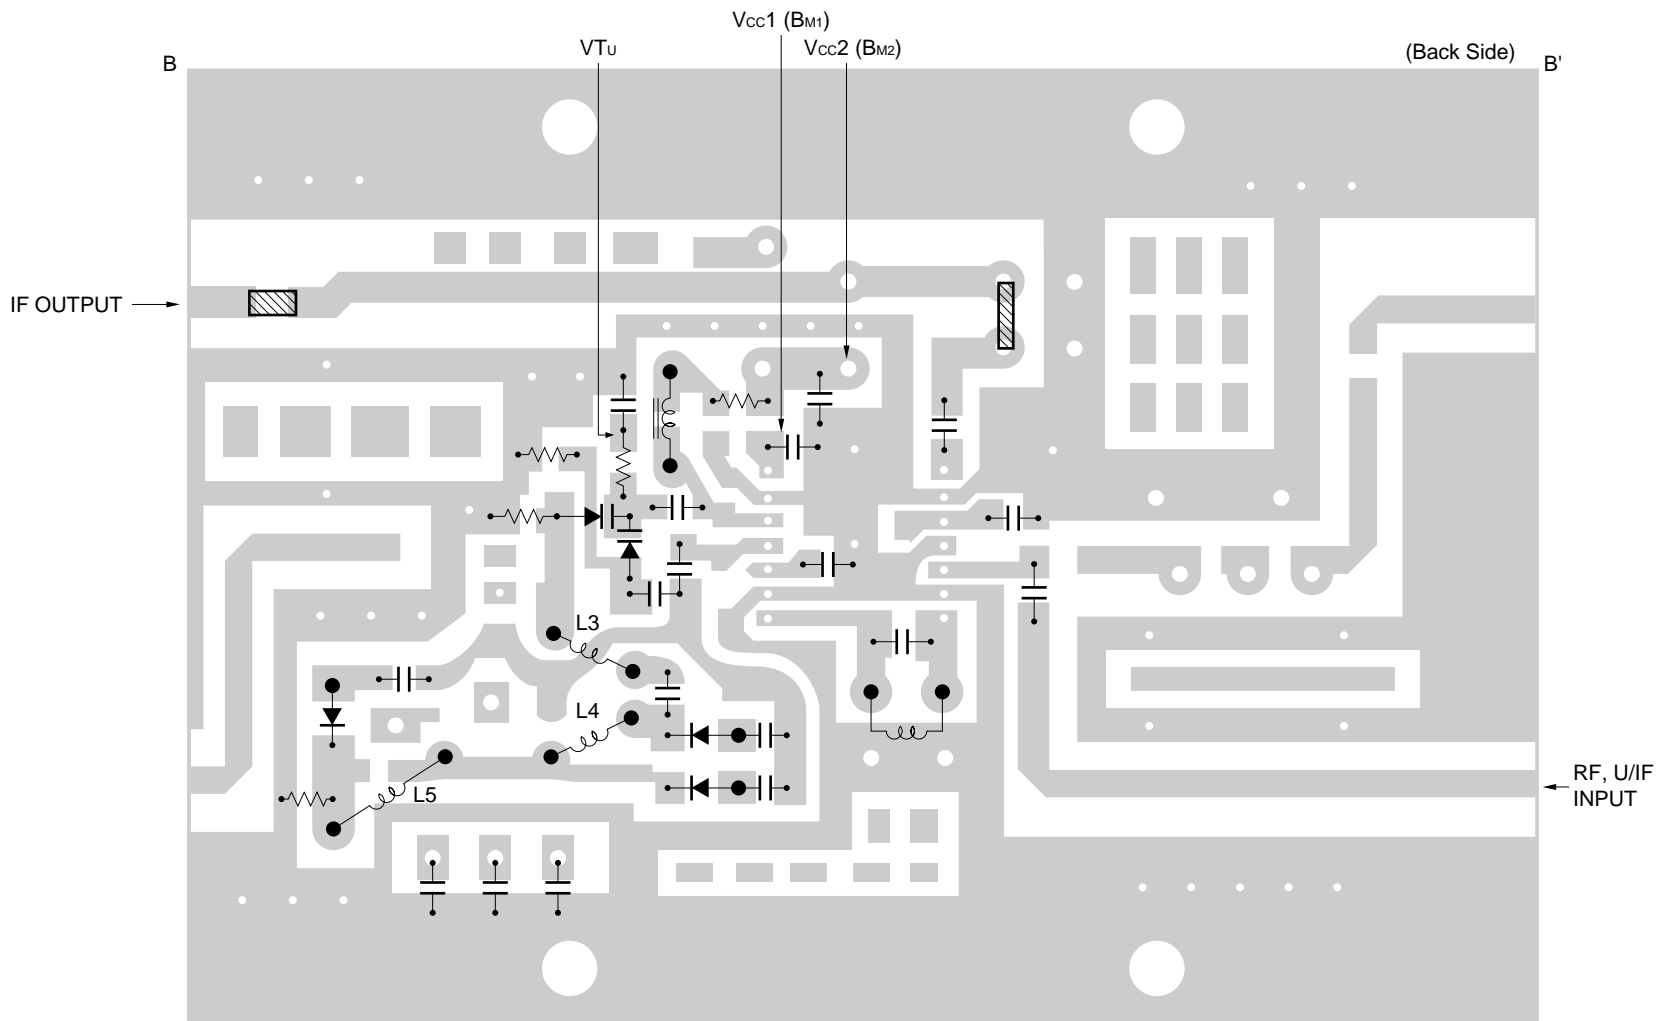 VCC1 (BM1)
VTU
VCC2 (BM2)
(Back Side)
B
B'
IF OUTPUT
L3
L4
L5
RF, U/IF
INPUT